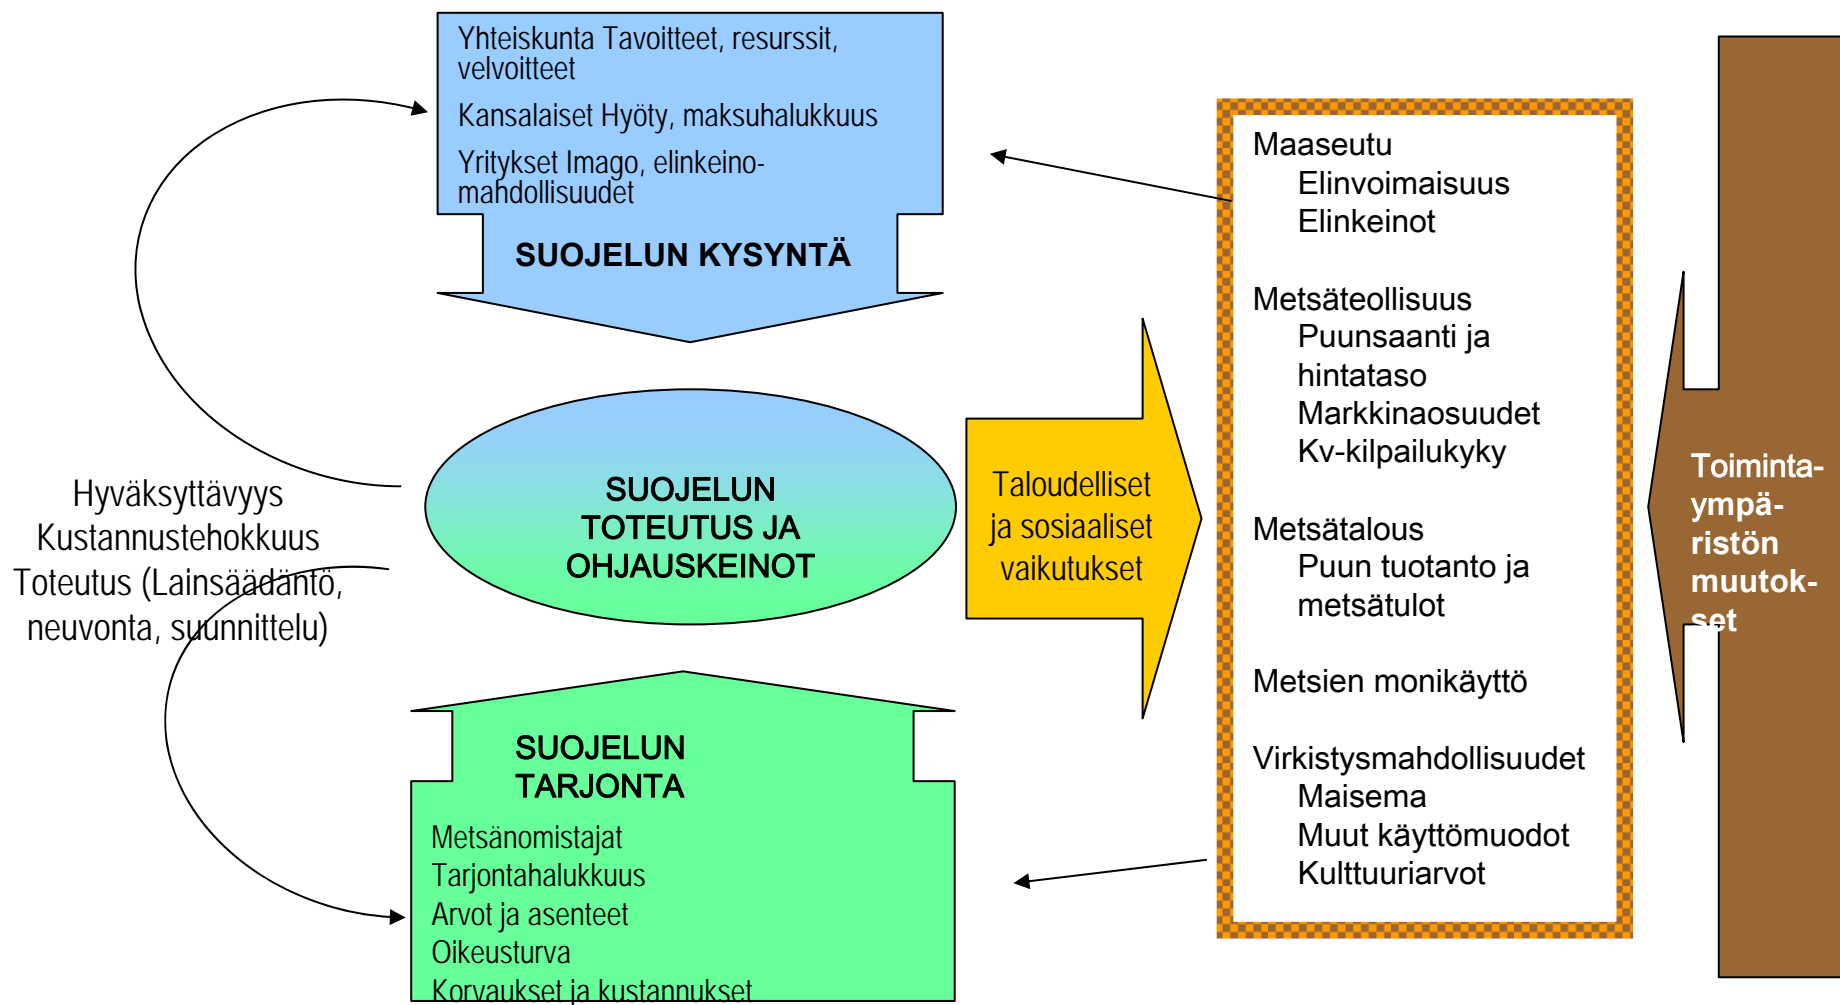 Yhteiskunta Tavoitteet, resurssit,
velvoitteet
Kansalaiset Hyöty, maksuhalukkuus
Yritykset Imago, elinkeino-
mahdollisuudet
SUOJELUN KYSYNTÄ
Hyväksyttävyys
Kustannustehokkuus
Toteutus (Lainsäädäntö,
neuvonta, suunnittelu)
SUOJELUN
TOTEUTUS JA
OHJAUSKEINOT
SUOJELUN
TARJONTA
Metsänomistajat
Tarjontahalukkuus
Arvot ja asenteet
Oikeusturva
Korvaukset ja kustannukset
Taloudelliset
ja sosiaaliset
vaikutukset
Maaseutu
Elinvoimaisuus
Elinkeinot
Metsäteollisuus
Puunsaanti ja
hintataso
Markkinaosuudet
Kv-kilpailukyky
Metsätalous
Puun tuotanto ja
metsätulot
Metsien monikäyttö
Virkistysmahdollisuudet
Maisema
Muut käyttömuodot
Kulttuuriarvot
Toiminta-
ympä-
ristön
muutok-
set